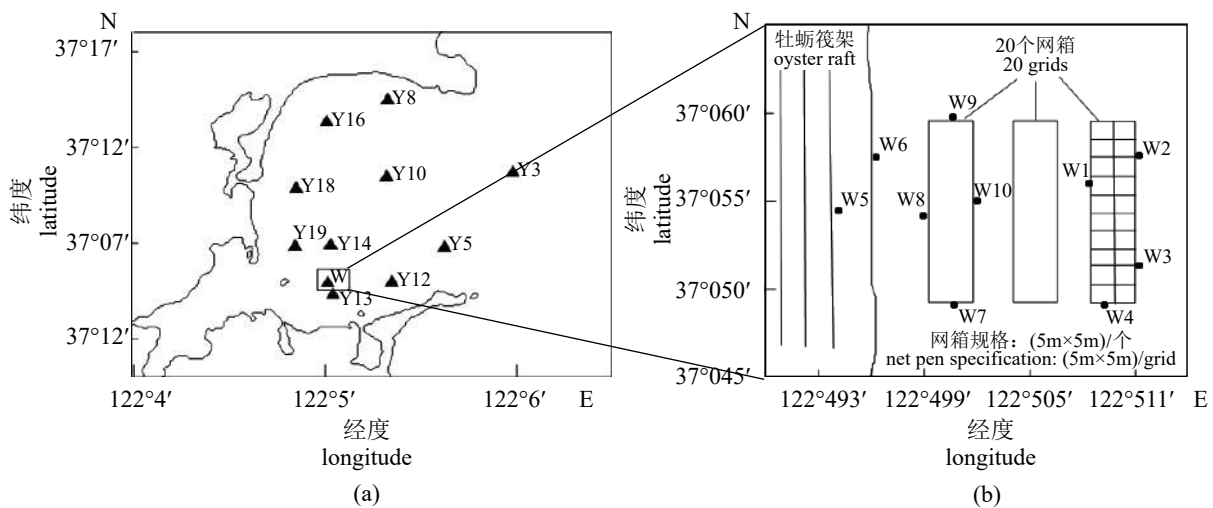 N
37°17′
37°12′
37°07′
37°12′
纬度
latitude
Y8
Y16
Y10
Y3
Y18
Y19
Y14
Y5
W
Y12
Y13
122°4′
122°5′
122°6′
E
经度
longitude
(a)
N
37°060′
37°055′
37°050′
37°045′
纬度
latitude
牡蛎筏架
oyster raft
20个网箱
20 grids
W9
W6
W2
W1
W5
W8
W10
W3
W7
W4
网箱规格：(5m×5m)/个
net pen specification: (5m×5m)/grid
122°493′
122°499′
122°505′
122°511′
E
经度
longitude
(b)